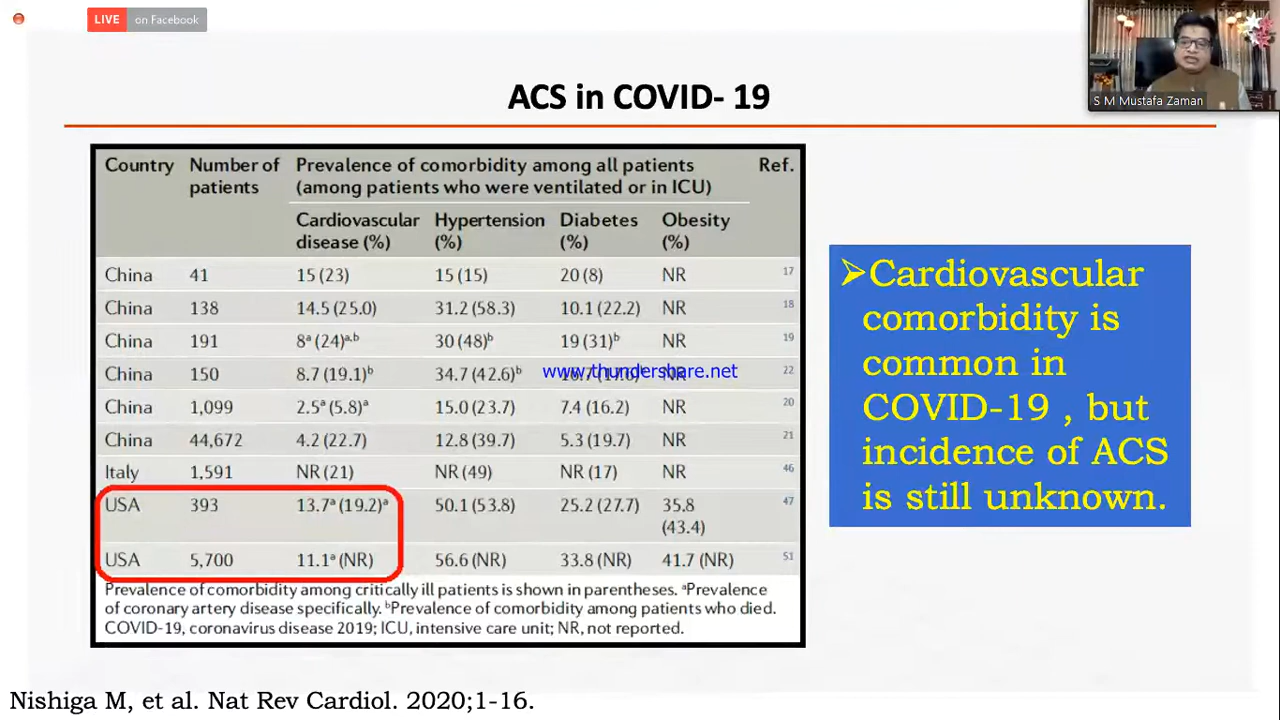 LIVE on Facebook
S M Mustafa Zaman
ACS in COVID- 19
Country Number of patients Prevalence of comorbidity among all patients (among patients who were ventilated or in ICU) Ref.
Cardiovascular disease (%) Hypertension (%) Diabetes (%) Obesity (%)
China 41 15 (23) 15 (15) 20 (8) NR 17
China 138 14.5 (25.0) 31.2 (58.3) 10.1 (22.2) NR 18
China 191 8ᵃ (24)ᵃ·ᵇ 30 (48)ᵇ 19 (31)ᵇ NR 19
China 150 8.7 (19.1)ᵇ 34.7 (42.6)ᵇ NR 22
www.thundershare.net
China 1,099 2.5ᵃ (5.8)ᵃ 15.0 (23.7) 7.4 (16.2) NR 20
China 44,672 4.2 (22.7) 12.8 (39.7) 5.3 (19.7) NR 21
Italy 1,591 NR (21) NR (49) NR (17) NR 46
USA 393 13.7ᵃ (19.2)ᵃ 50.1 (53.8) 25.2 (27.7) 35.8 (43.4) 47
USA 5,700 11.1ᵃ (NR) 56.6 (NR) 33.8 (NR) 41.7 (NR) 51
Prevalence of comorbidity among critically ill patients is shown in parentheses. ᵃPrevalence
of coronary artery disease specifically. ᵇPrevalence of comorbidity among patients who died.
COVID-19, coronavirus disease 2019; ICU, intensive care unit; NR, not reported.
➢Cardiovascular
comorbidity is
common in
COVID-19 , but
incidence of ACS
is still unknown.
Nishiga M, et al. Nat Rev Cardiol. 2020;1-16.